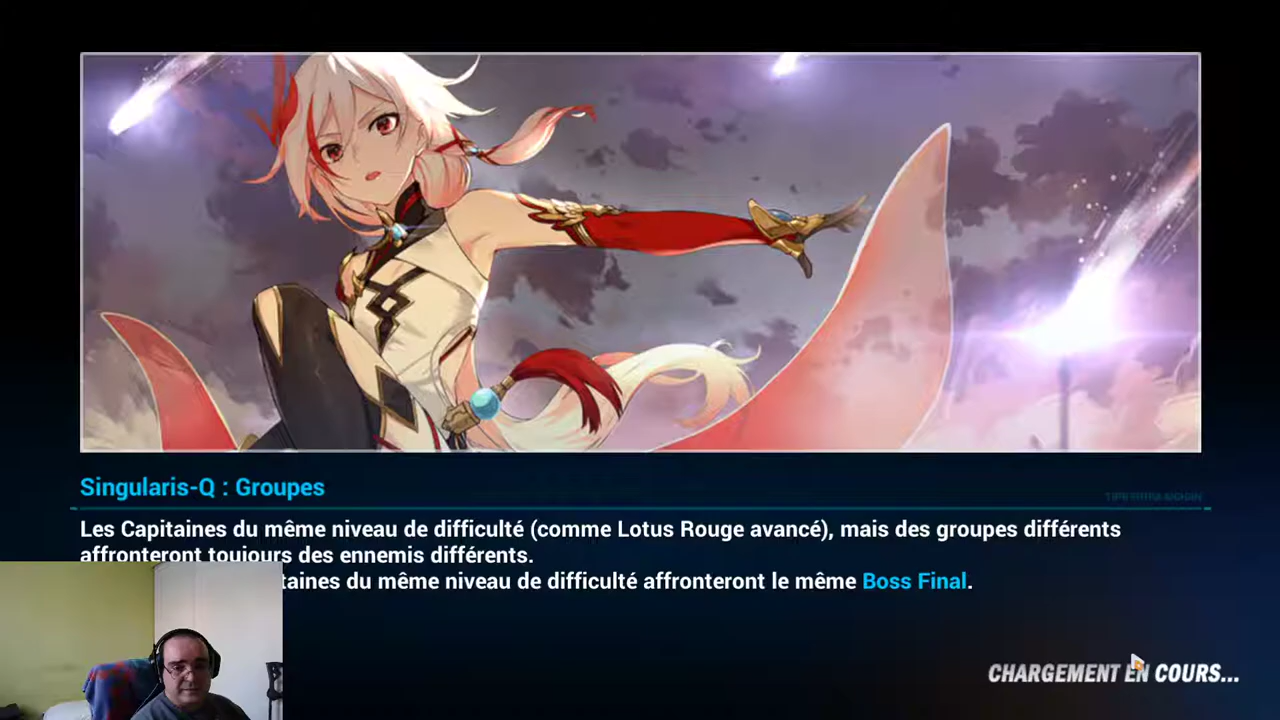 Singularis-Q : Groupes
Les Capitaines du même niveau de difficulté (comme Lotus Rouge avancé), mais des groupes différents
affronteront toujours des ennemis différents.
taines du même niveau de difficulté affronteront le même Boss Final.
CHARGEMENT EN COURS...